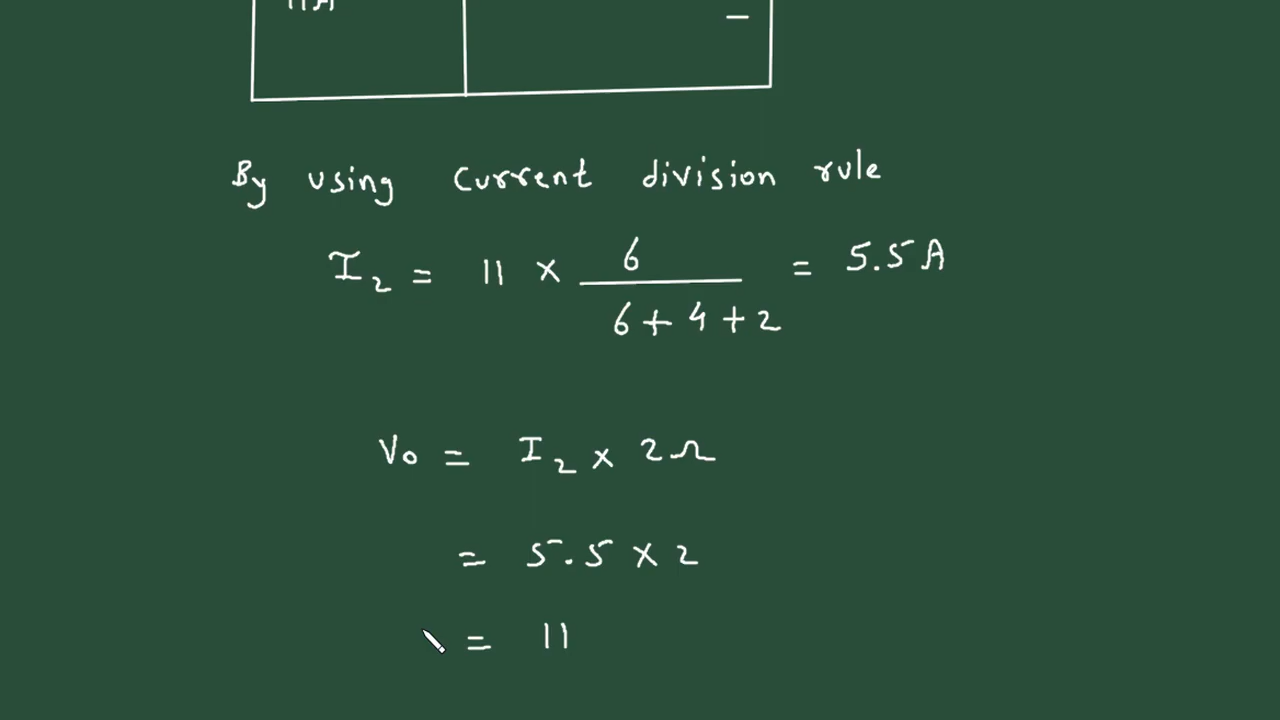 −
By using current division rule
I₂ = 11 × 6 / (6 + 4 + 2) = 5.5 A
V₀ = I₂ × 2Ω
= 5.5 × 2
= 11